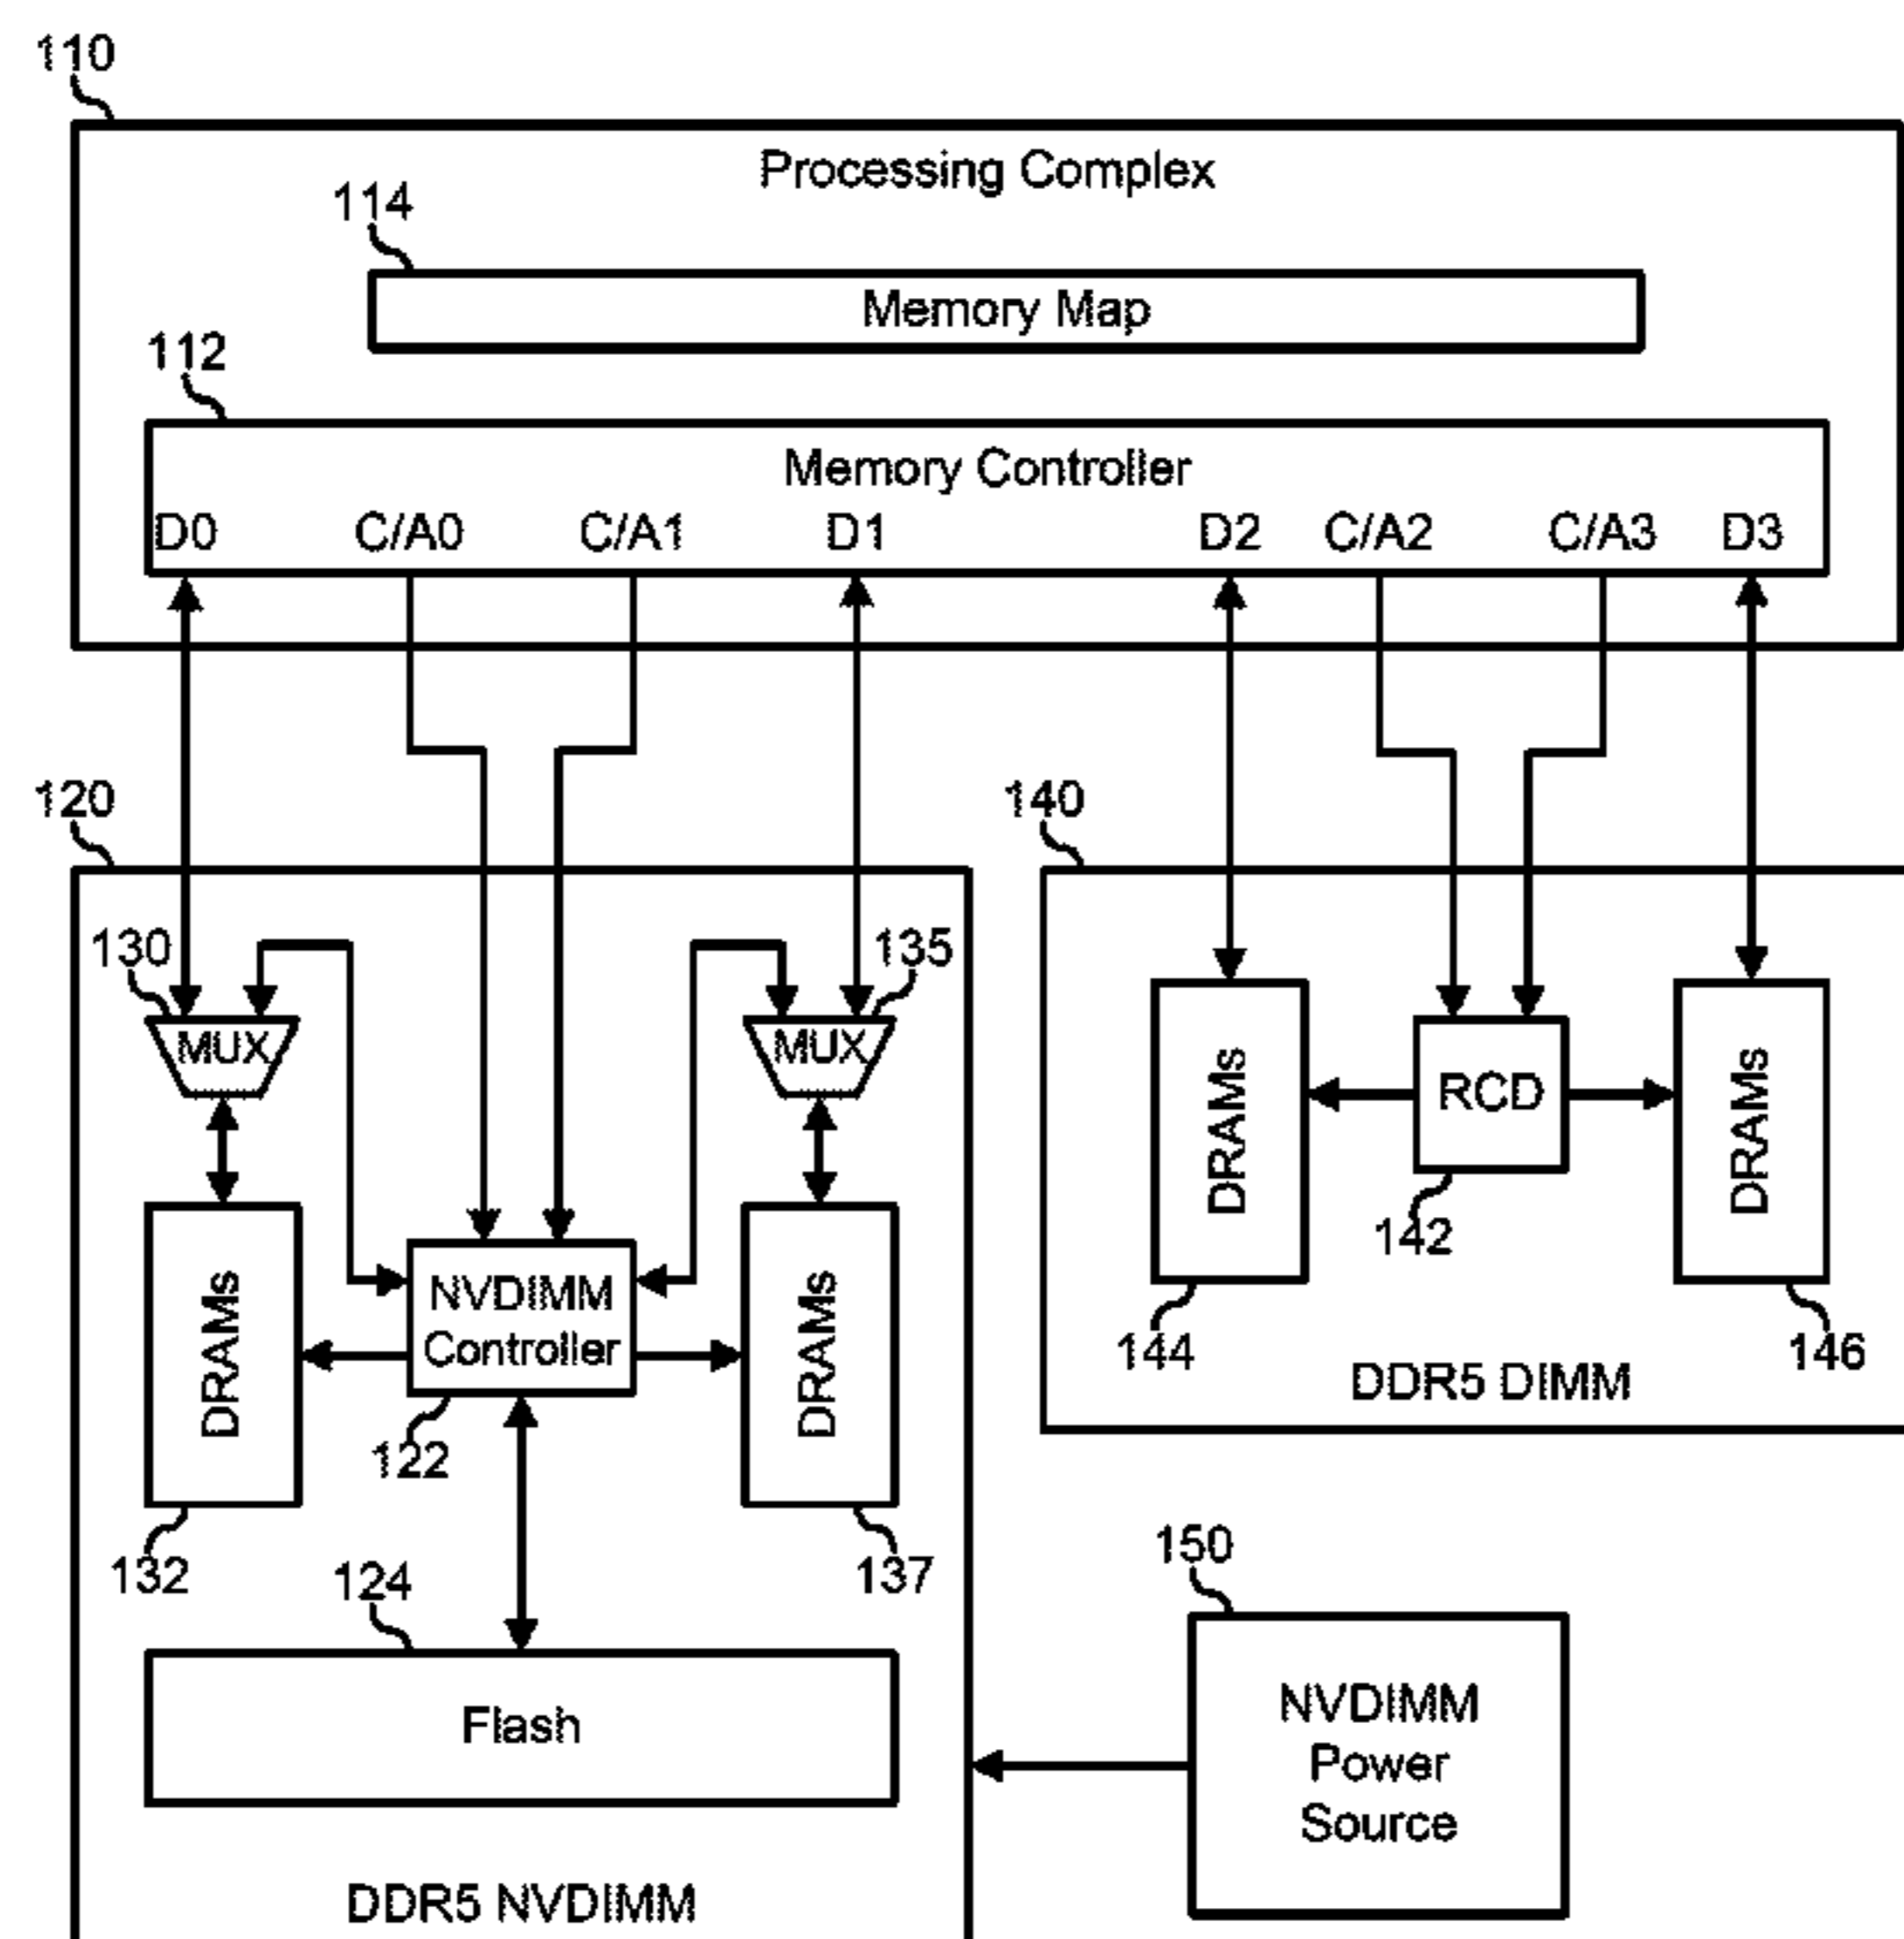 110
Processing Complex
114
Memory Map
112
Memory Controller
D0 C/A0 C/A1 D1 D2 C/A2 C/A3 D3
120
140
130
135
MUX
MUX
DRAMs
RCD
DRAMs
142
NVDIMM
Controller
DRAMs
DRAMs
144
146
DDR5 DIMM
122
132
124
137
150
Flash
NVDIMM
Power
Source
DDR5 NVDIMM